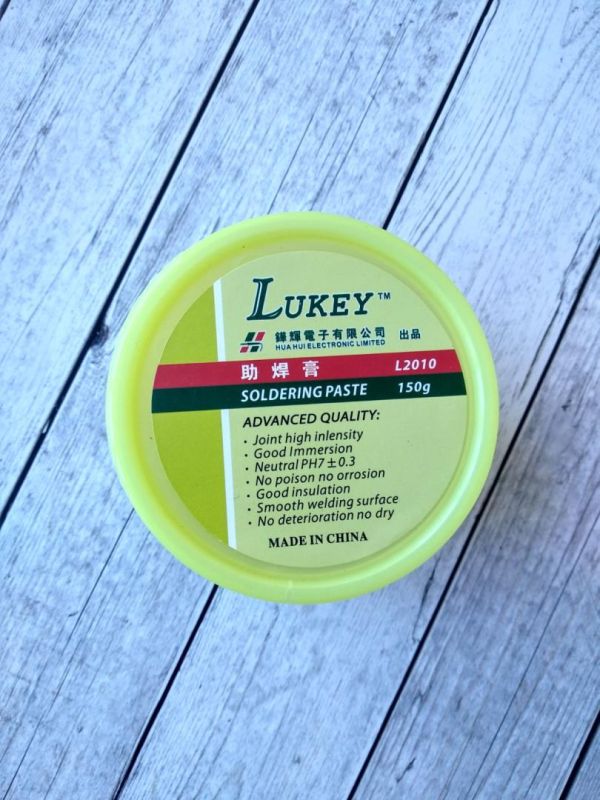 LUKEY™
鏵輝電子有限公司 出品
HUA HUI ELECTRONIC LIMITED
助焊膏 L2010
SOLDERING PASTE 150g
ADVANCED QUALITY:
· Joint high inlensity
· Good Immersion
· Neutral PH7±0.3
· No poison no orrosion
· Good insulation
· Smooth welding surface
· No deterioration no dry
MADE IN CHINA